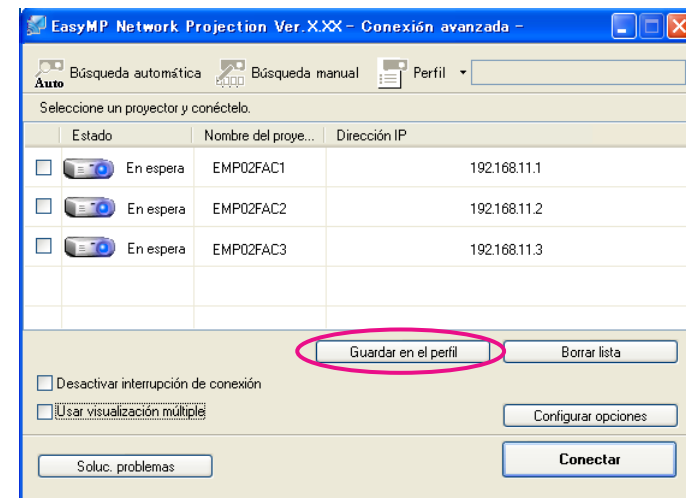 EasyMP Network Projection Ver.X.XX - Conexión avanzada -
Auto Búsqueda automática Búsqueda manual Perfil
Seleccione un proyector y conéctelo.
Estado Nombre del proye... Dirección IP
En espera EMP02FAC1 192.168.11.1
En espera EMP02FAC2 192.168.11.2
En espera EMP02FAC3 192.168.11.3
Guardar en el perfil Borrar lista
Desactivar interrupción de conexión
Usar visualización múltiple
Configurar opciones
Soluc. problemas Conectar